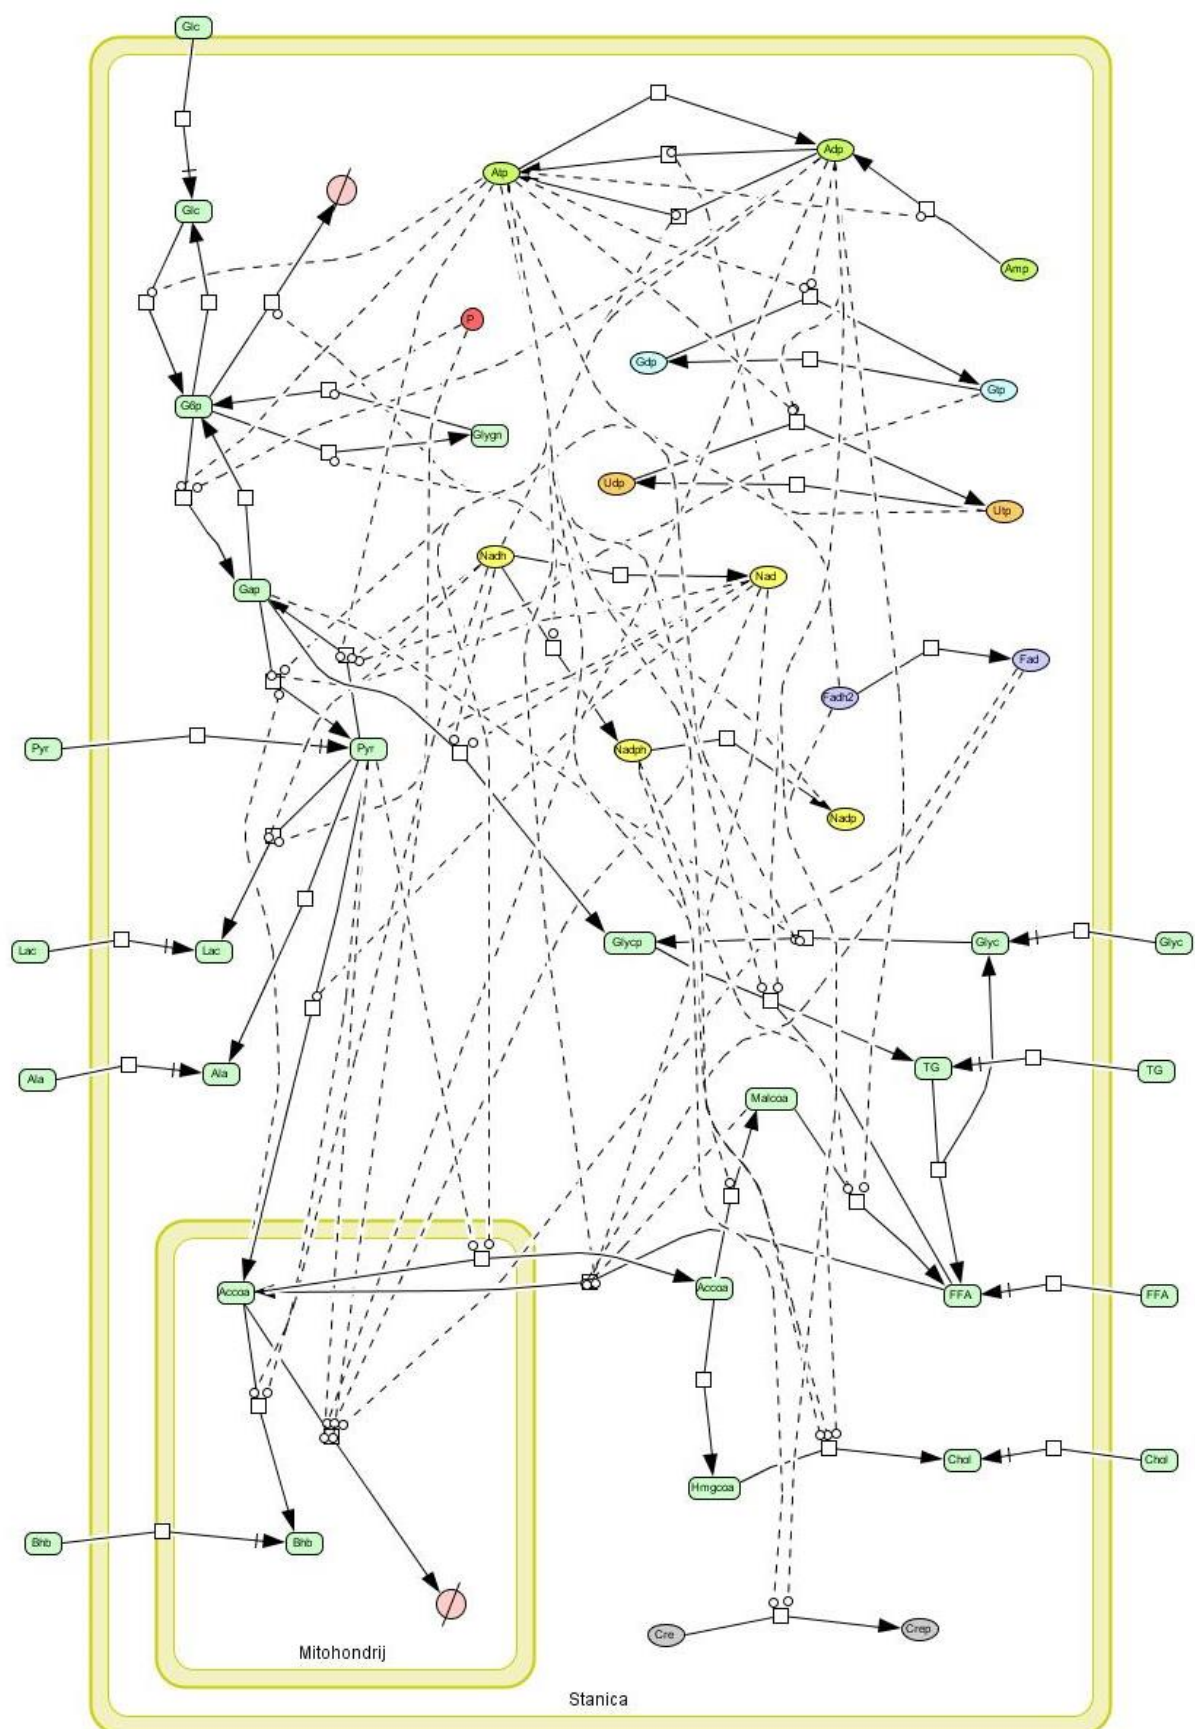 Glc
Adp
Atp
Glc
Amp
P
Gdp
Gtp
G6p
Glygn
Udp
Utp
Nadh
Nad
Gap
Fad
Fadh2
Pyr
Pyr
Nadph
Nadp
Lac
Lac
Glycp
Glyc
Glyc
Ala
Ala
TG
TG
Malcoa
Accoa
Accoa
FFA
FFA
Hmgcoa
Chol
Chol
Bhb
Bhb
Cre
Crep
Mitohondrij
Stanica